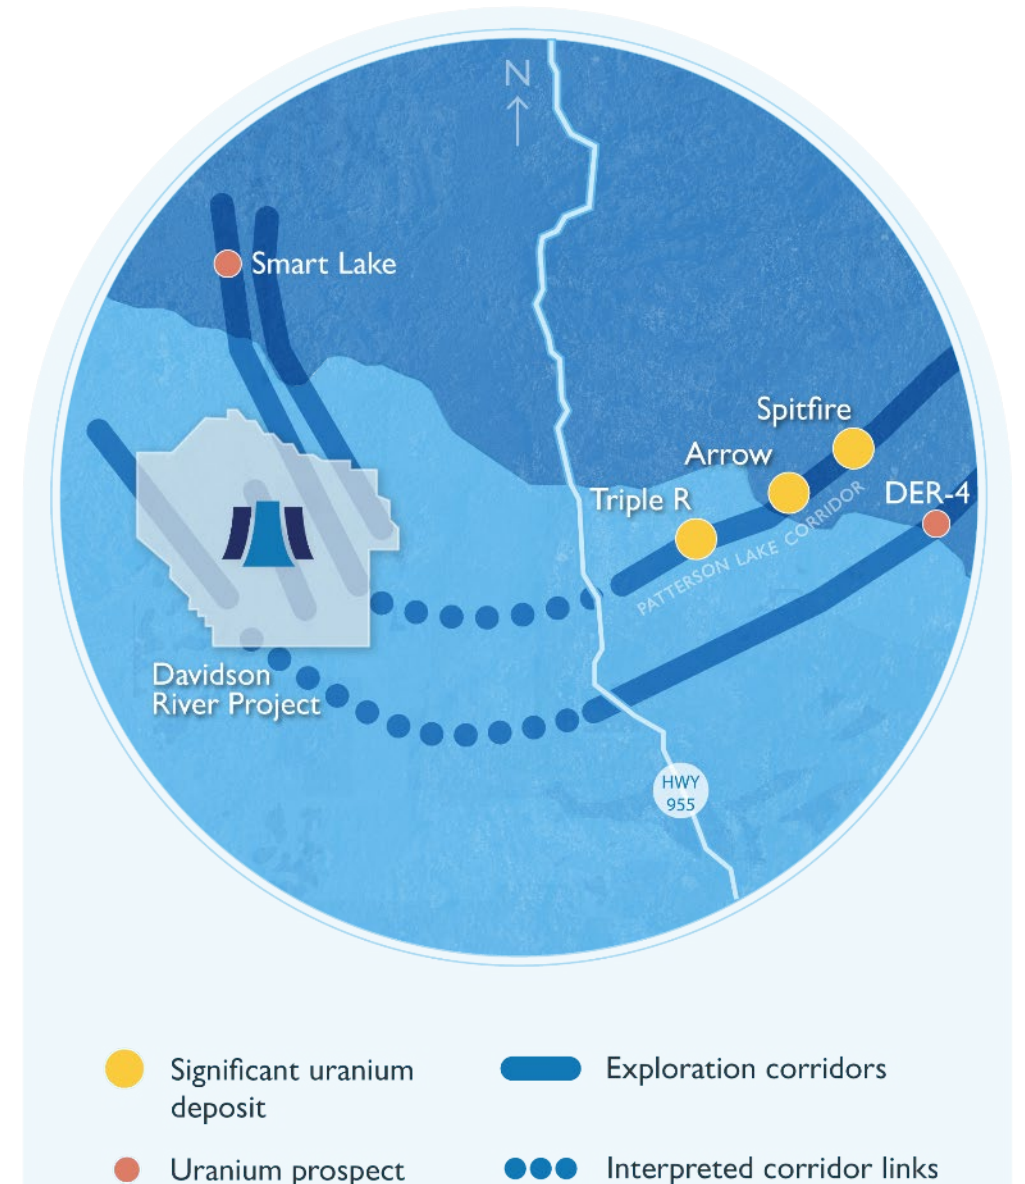 N
Smart Lake
Spitfire
Arrow
DER-4
Triple R
PATTERSON LAKE CORRIDOR
Davidson
River Project
HWY
955
Significant uranium
deposit
Exploration corridors
Uranium prospect
Interpreted corridor links